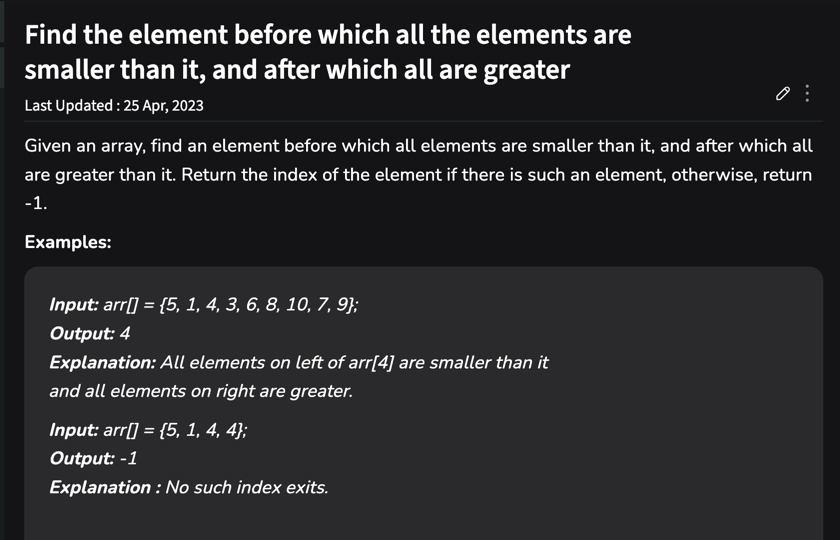 Find the element before which all the elements are
smaller than it, and after which all are greater
Last Updated : 25 Apr, 2023
Given an array, find an element before which all elements are smaller than it, and after which all
are greater than it. Return the index of the element if there is such an element, otherwise, return
-1.
Examples:
Input: arr[] = {5, 1, 4, 3, 6, 8, 10, 7, 9};
Output: 4
Explanation: All elements on left of arr[4] are smaller than it
and all elements on right are greater.
Input: arr[] = {5, 1, 4, 4};
Output: -1
Explanation : No such index exits.